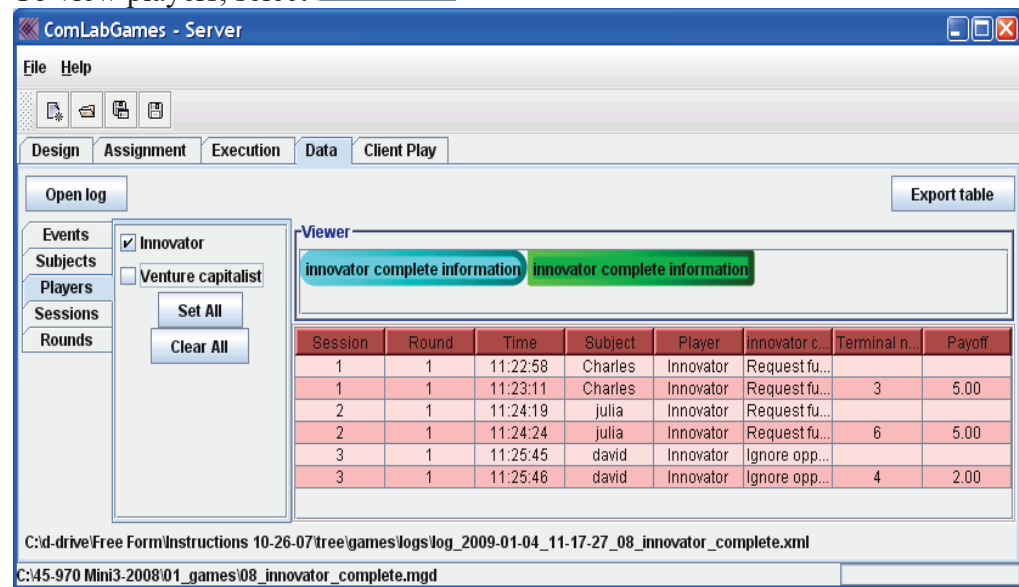 To view players, select
ComLabGames - Server
File Help
Design Assignment Execution Data Client Play
Open log Export table
Events
Subjects
Players
Sessions
Rounds
Innovator
Venture capitalist
Set All
Clear All
Viewer
innovator complete information innovator complete information
Session Round Time Subject Player innovator c... Terminal n... Payoff
1 1 11:22:58 Charles Innovator Request fu...
1 1 11:23:11 Charles Innovator Request fu... 3 5.00
2 1 11:24:19 julia Innovator Request fu...
2 1 11:24:24 julia Innovator Request fu... 6 5.00
3 1 11:25:45 david Innovator Ignore opp...
3 1 11:25:46 david Innovator Ignore opp... 4 2.00
C:\d-drive\Free Form\Instructions 10-26-07\tree\games\logs\log_2009-01-04_11-17-27_08_innovator_complete.xml
C:\45-970 Mini3-2008\01_games\08_innovator_complete.mgd